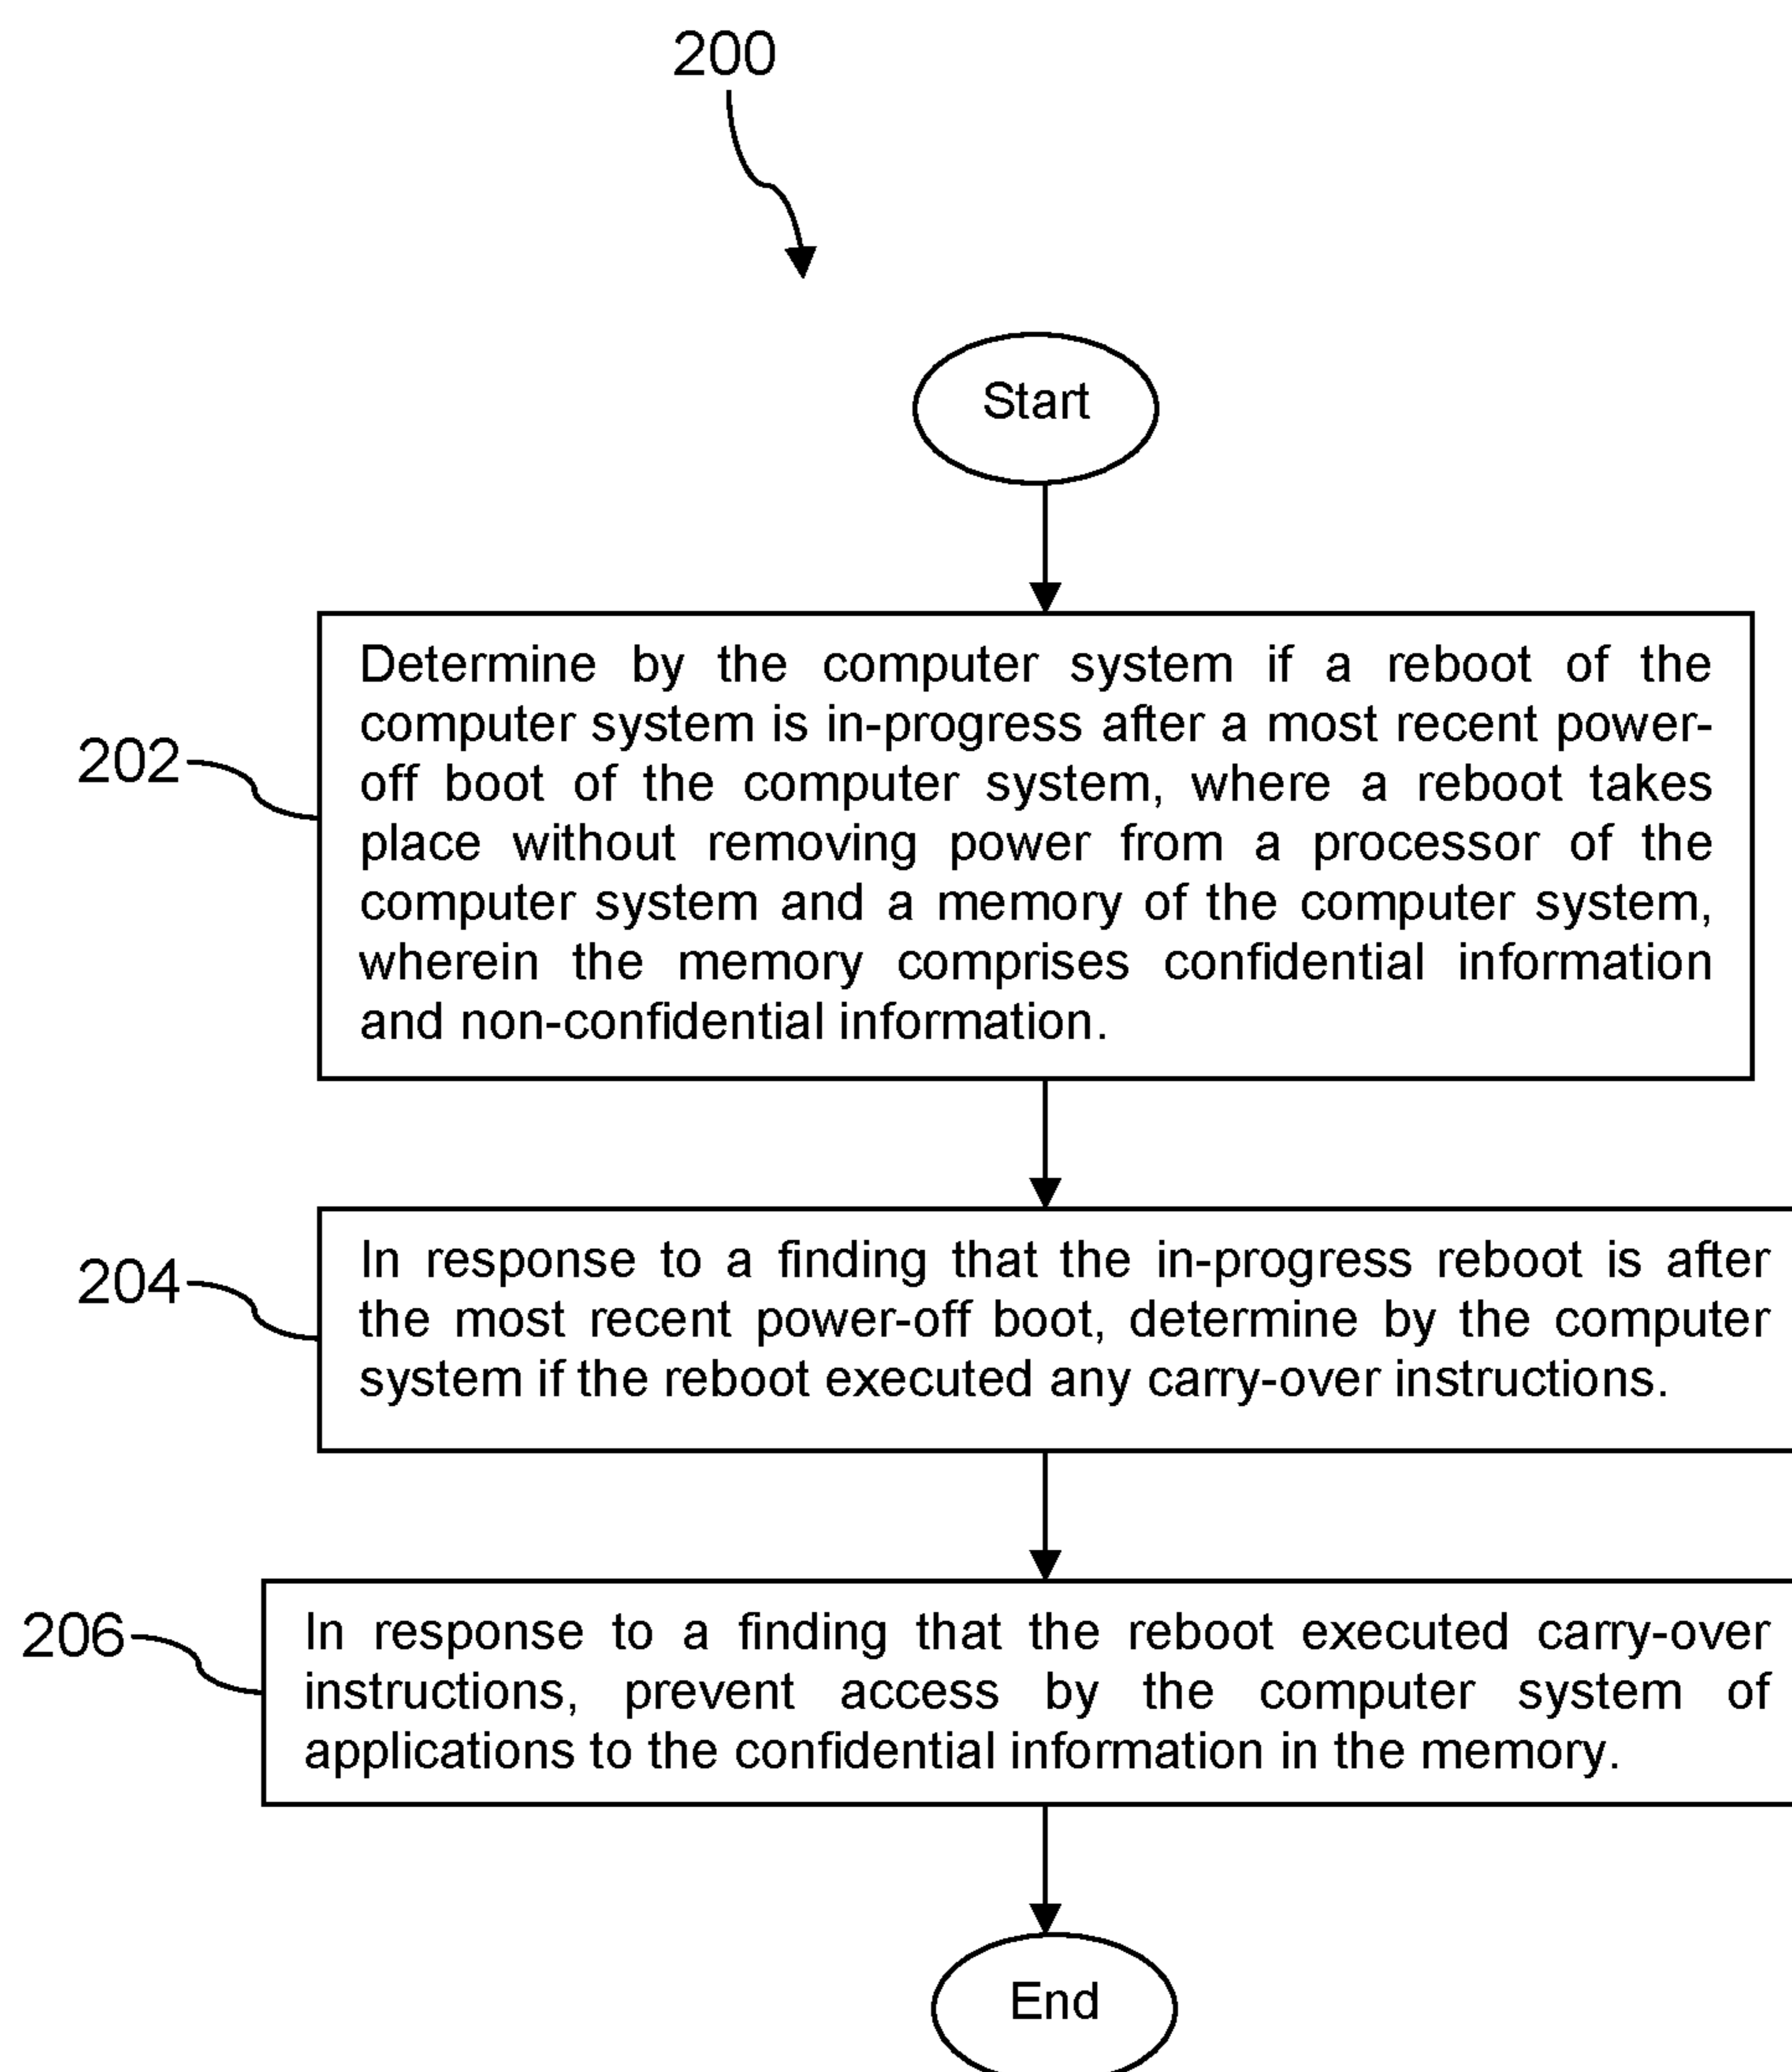 200
Start
202
Determine by the computer system if a reboot of the
computer system is in-progress after a most recent power-
off boot of the computer system, where a reboot takes
place without removing power from a processor of the
computer system and a memory of the computer system,
wherein the memory comprises confidential information
and non-confidential information.
204
In response to a finding that the in-progress reboot is after
the most recent power-off boot, determine by the computer
system if the reboot executed any carry-over instructions.
206
In response to a finding that the reboot executed carry-over
instructions, prevent access by the computer system of
applications to the confidential information in the memory.
End